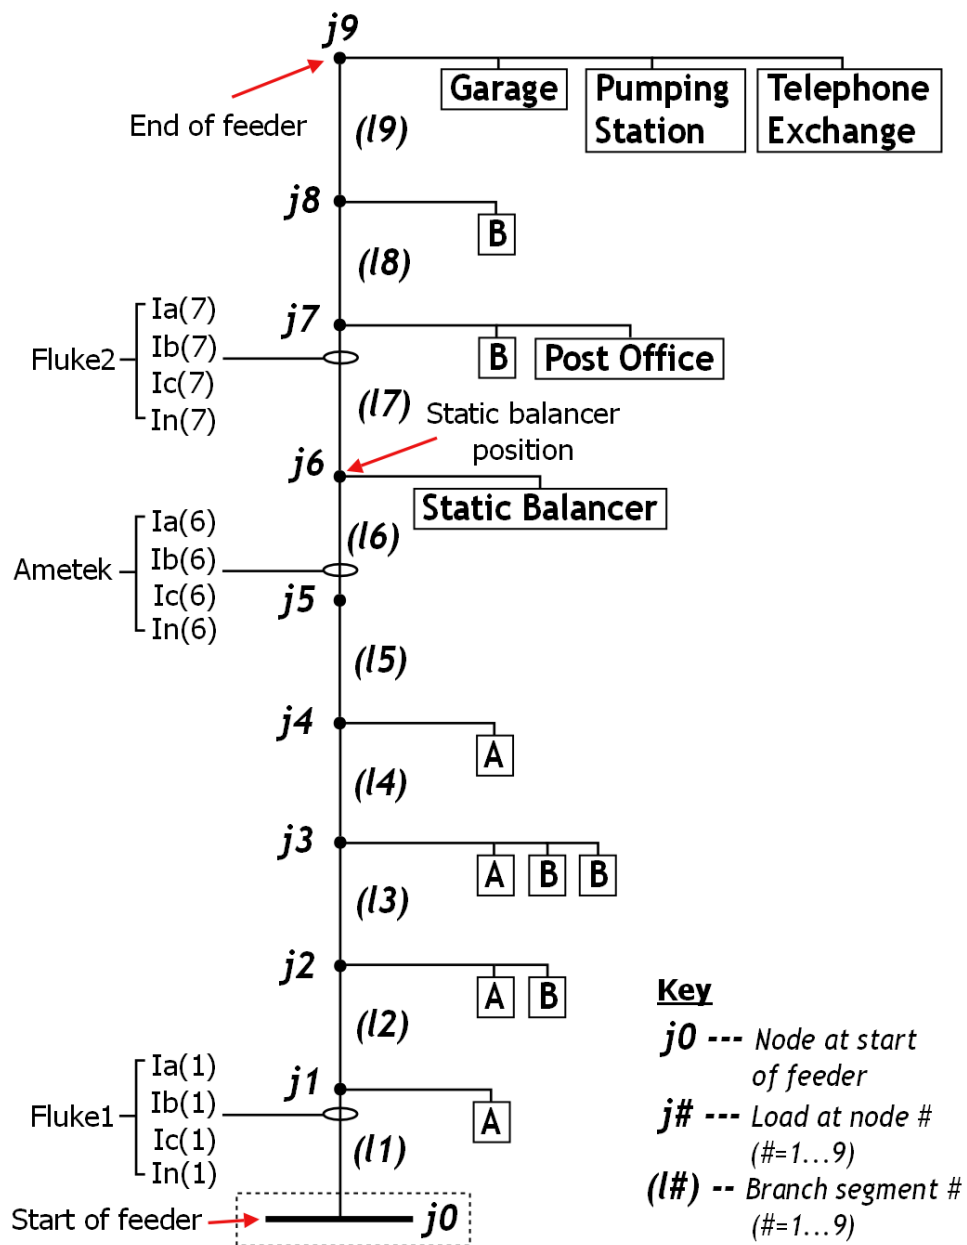 j9
End of feeder
Garage
Pumping Station
Telephone Exchange
(l9)
j8
B
(l8)
Fluke2
Ia(7)
Ib(7)
Ic(7)
In(7)
j7
B
Post Office
(l7)
Static balancer
position
j6
Static Balancer
(l6)
Ametek
Ia(6)
Ib(6)
Ic(6)
In(6)
j5
(l5)
j4
A
(l4)
j3
A B B
(l3)
j2
A B
(l2)
Fluke1
Ia(1)
Ib(1)
Ic(1)
In(1)
j1
A
(l1)
Start of feeder
j0
Key
j0 --- Node at start
of feeder
j# --- Load at node #
(#=1...9)
(l#) -- Branch segment #
(#=1...9)